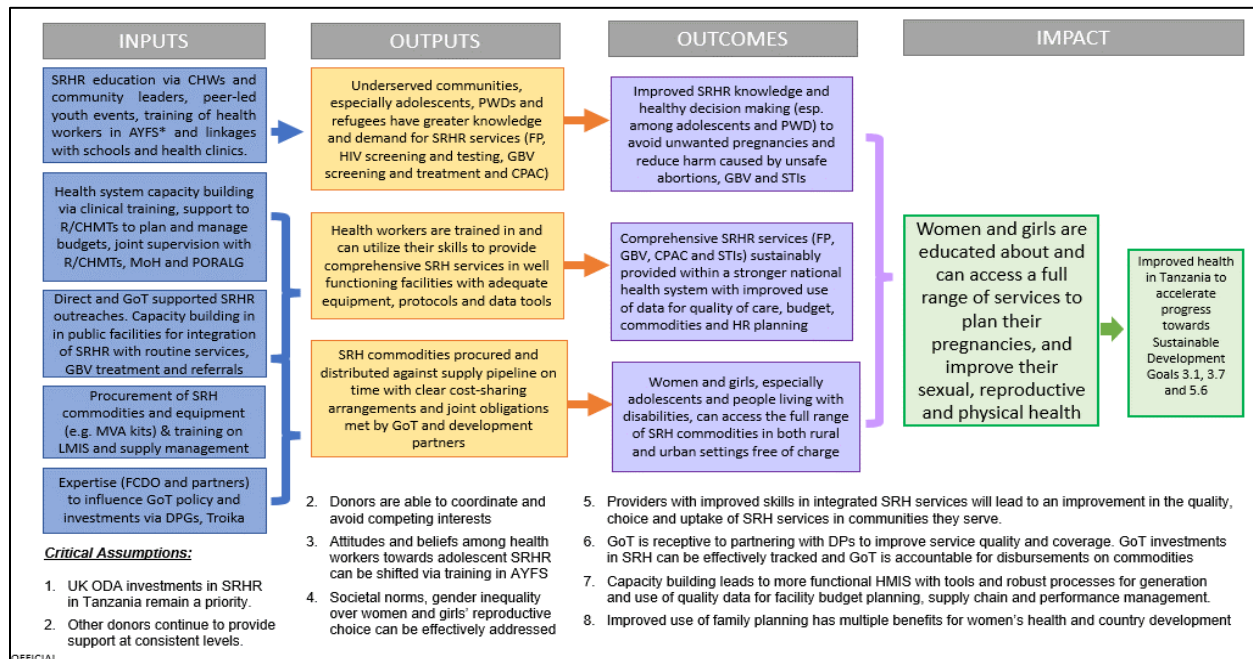 INPUTS
OUTPUTS
OUTCOMES
IMPACT
SRHR education via CHWs and
community leaders, peer-led
youth events, training of health
workers in AYFS* and linkages
with schools and health clinics.
Health system capacity building
via clinical training, support to
R/CHMTs to plan and manage
budgets, joint supervision with
R/CHMTs, MoH and PORALG
Direct and GoT supported SRHR
outreaches. Capacity building in
in public facilities for integration
of SRHR with routine services,
GBV treatment and referrals
Procurement of SRH
commodities and equipment
(e.g. MVA kits) & training on
LMIS and supply management
Expertise (FCDO and partners)
to influence GoT policy and
investments via DPGs, Troika
Underserved communities,
especially adolescents, PWDs and
refugees have greater knowledge
and demand for SRHR services (FP,
HIV screening and testing, GBV
screening and treatment and CPAC)
Health workers are trained in and
can utilize their skills to provide
comprehensive SRH services in well
functioning facilities with adequate
equipment, protocols and data tools
SRH commodities procured and
distributed against supply pipeline on
time with clear cost-sharing
arrangements and joint obligations
met by GoT and development
partners
Improved SRHR knowledge and
healthy decision making (esp.
among adolescents and PWD) to
avoid unwanted pregnancies and
reduce harm caused by unsafe
abortions, GBV and STIs
Comprehensive SRHR services (FP,
GBV, CPAC and STIs) sustainably
provided within a stronger national
health system with improved use
of data for quality of care, budget,
commodities and HR planning
Women and girls, especially
adolescents and people living with
disabilities, can access the full
range of SRH commodities in both
rural and urban settings free of charge
Women and girls are
educated about and
can access a full
range of services to
plan their
pregnancies, and
improve their
sexual, reproductive
and physical health
Improved health
in Tanzania to
accelerate
progress
towards
Sustainable
Development
Goals 3.1, 3.7
and 5.6
Critical Assumptions:
1. UK ODA investments in SRHR
in Tanzania remain a priority.
2. Other donors continue to provide
support at consistent levels.
2. Donors are able to coordinate and
avoid competing interests
3. Attitudes and beliefs among health
workers towards adolescent SRHR
can be shifted via training in AYFS
4. Societal norms, gender inequality
over women and girls' reproductive
choice can be effectively addressed
5. Providers with improved skills in integrated SRH services will lead to an improvement in the quality,
choice and uptake of SRH services in communities they serve.
6. GoT is receptive to partnering with DPs to improve service quality and coverage. GoT investments
in SRH can be effectively tracked and GoT is accountable for disbursements on commodities
7. Capacity building leads to more functional HMIS with tools and robust processes for generation
and use of quality data for facility budget planning, supply chain and performance management.
8. Improved use of family planning has multiple benefits for women's health and country development
OFFICIAL